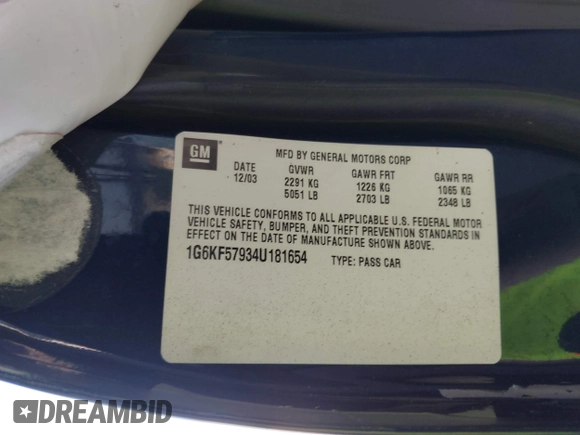 GM
MFD BY GENERAL MOTORS CORP
DATE GVWR GAWR FRT GAWR RR
12/03 2291 KG 1226 KG 1065 KG
5051 LB 2703 LB 2348 LB
THIS VEHICLE CONFORMS TO ALL APPLICABLE U.S. FEDERAL MOTOR
VEHICLE SAFETY, BUMPER, AND THEFT PREVENTION STANDARDS IN
EFFECT ON THE DATE OF MANUFACTURE SHOWN ABOVE.
1G6KF57934U181654 TYPE: PASS CAR
DREAMBID